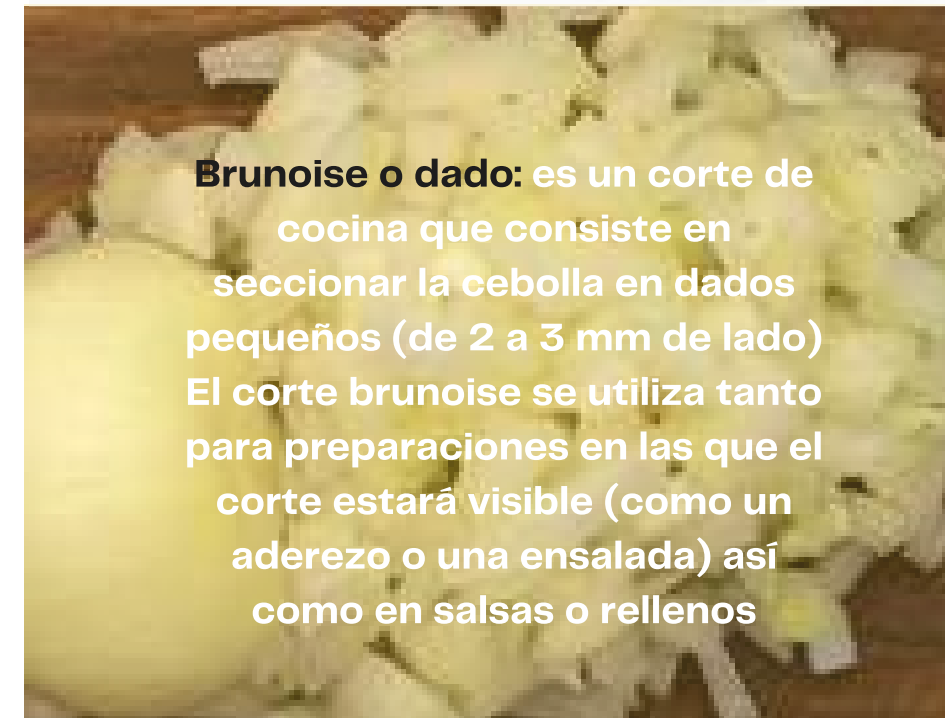 Brunoise o dado: es un corte de
cocina que consiste en
seccionar la cebolla en dados
pequeños (de 2 a 3 mm de lado)
El corte brunoise se utiliza tanto
para preparaciones en las que el
corte estará visible (como un
aderezo o una ensalada) así
como en salsas o rellenos